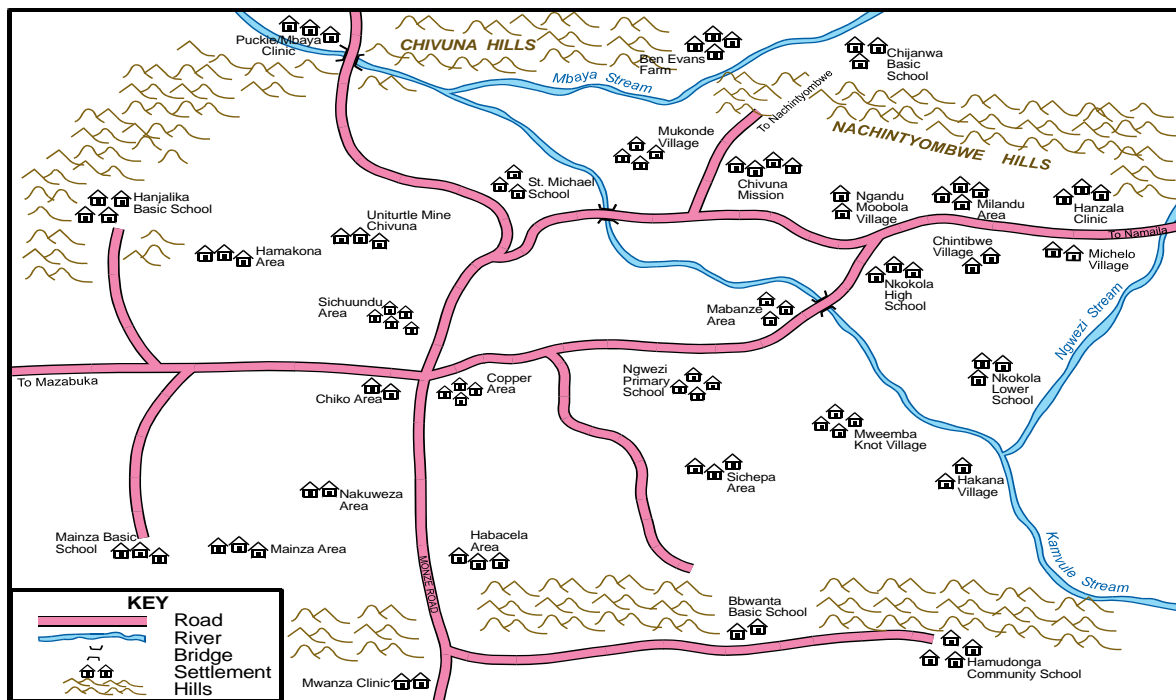 Puckle/Mbaya
Clinic
CHIVUNA HILLS
Ben Evans
Farm
Chijanwa
Basic
School
Mbaya Stream
To Nachintyombwe
NACHINTYOMBWE HILLS
Mukonde
Village
St. Michael
School
Chivuna
Mission
Ngandu
Moobola
Village
Milandu
Area
Hanzala
Clinic
Hanjalika
Basic School
Uniturtle Mine
Chivuna
Hamakona
Area
To Namaila
Chintibwe
Village
Michelo
Village
Nkokola
High
School
Sichuundu
Area
Mabanze
Area
Ngwezi Stream
To Mazabuka
Chiko Area
Copper
Area
Ngwezi
Primary
School
Nkokola
Lower
School
Mweemba
Knot Village
Sichepa
Area
Hakana
Village
Nakuweza
Area
Mainza Basic
School
Mainza Area
Habacela
Area
MONZE ROAD
Kamvule Stream
Bbwanta
Basic School
Hamudonga
Community School
Mwanza Clinic
KEY
Road
River
Bridge
Settlement
Hills